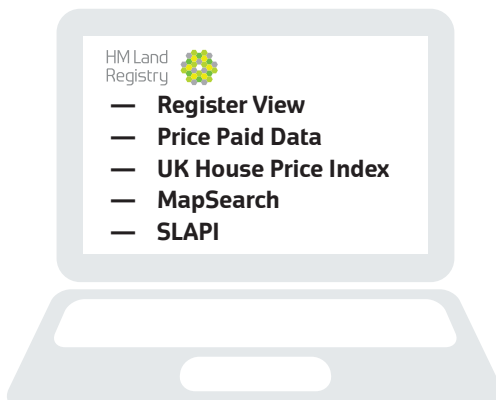 HM Land
Registry
— Register View
— Price Paid Data
— UK House Price Index
— MapSearch
— SLAPI